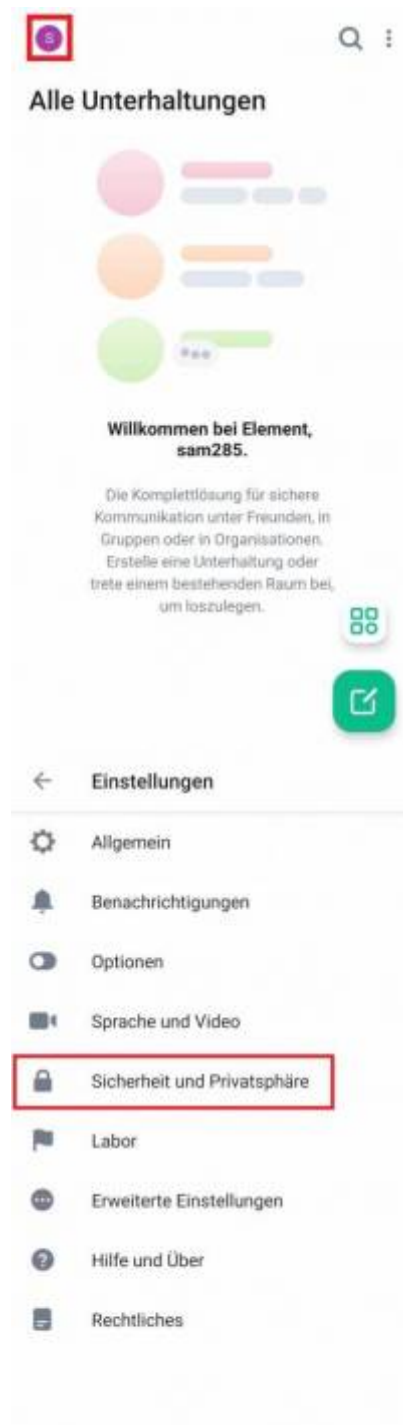 S
Alle Unterhaltungen
Willkommen bei Element,
sam285.
Die Komplettlösung für sichere
Kommunikation unter Freunden, in
Gruppen oder in Organisationen.
Erstelle eine Unterhaltung oder
trete einem bestehenden Raum bei,
um loszulegen.
Einstellungen
Allgemein
Benachrichtigungen
Optionen
Sprache und Video
Sicherheit und Privatsphäre
Labor
Erweiterte Einstellungen
Hilfe und Über
Rechtliches